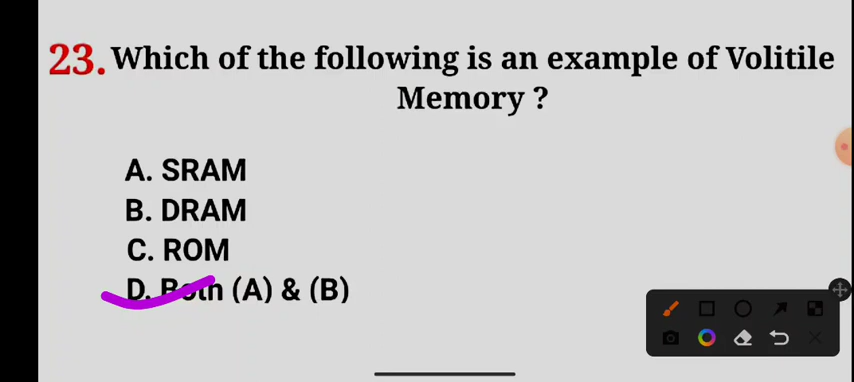 23. Which of the following is an example of Volitile
Memory ?
A. SRAM
B. DRAM
C. ROM
D. Both (A) & (B)